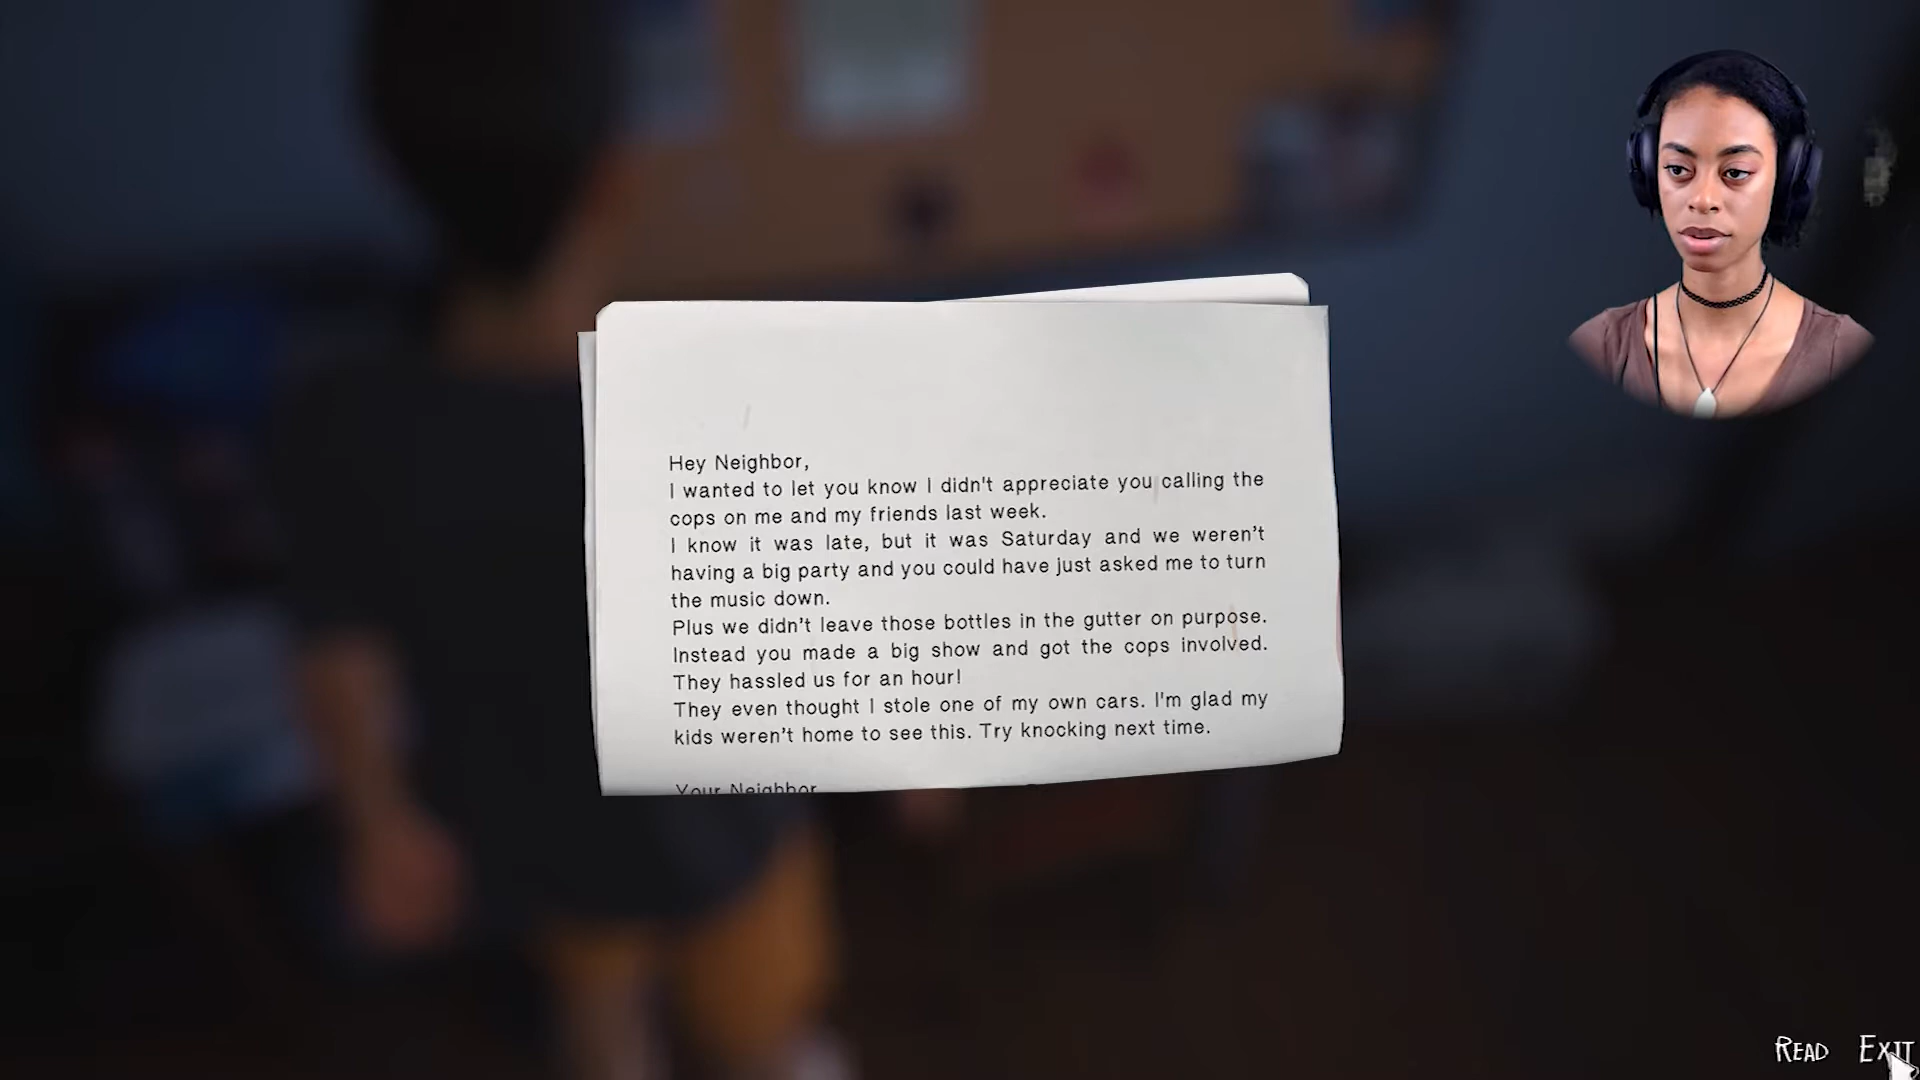 Hey Neighbor,
I wanted to let you know I didn't appreciate you calling the
cops on me and my friends last week.
I know it was late, but it was Saturday and we weren't
having a big party and you could have just asked me to turn
the music down.
Plus we didn't leave those bottles in the gutter on purpose.
Instead you made a big show and got the cops involved.
They hassled us for an hour!
They even thought I stole one of my own cars. I'm glad my
kids weren't home to see this. Try knocking next time.
Your Neighbor
READ EXIT